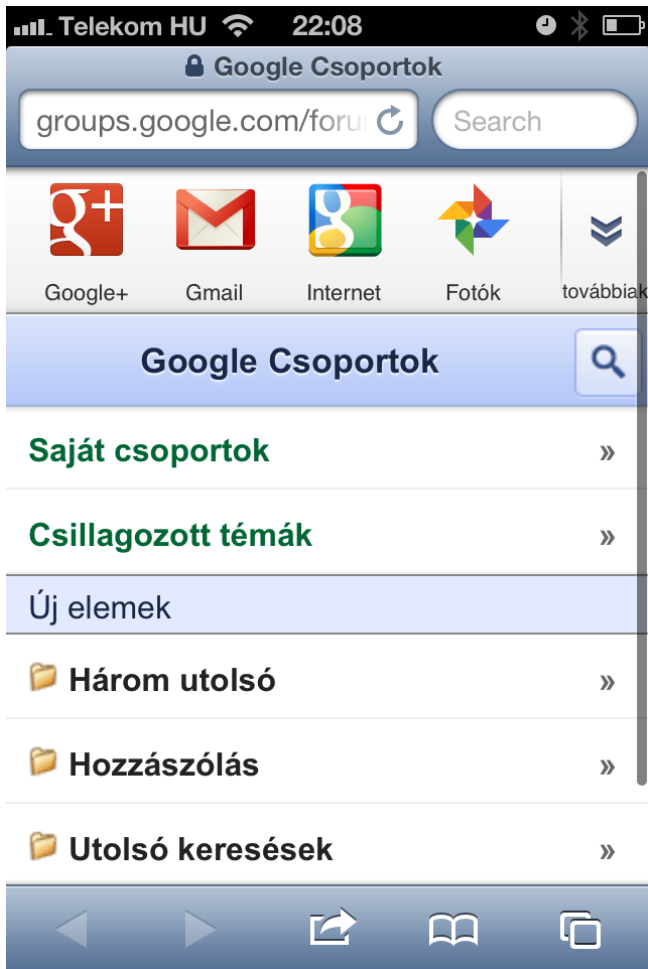 Telekom HU 22:08
Google Csoportok
groups.google.com/foru Search
g+ 8
Google+ Gmail Internet Fotók továbbiak
Google Csoportok
Saját csoportok »
Csillagozott témák »
Új elemek
Három utolsó »
Hozzászólás »
Utolsó keresések »